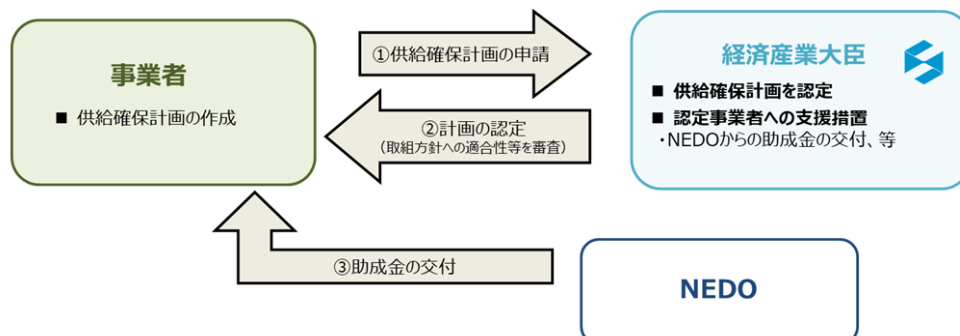 事業者
■ 供給確保計画の作成
①供給確保計画の申請
②計画の認定
（取組方針への適合性等を審査）
経済産業大臣
■ 供給確保計画を認定
■ 認定事業者への支援措置
・NEDOからの助成金の交付、等
③助成金の交付
NEDO